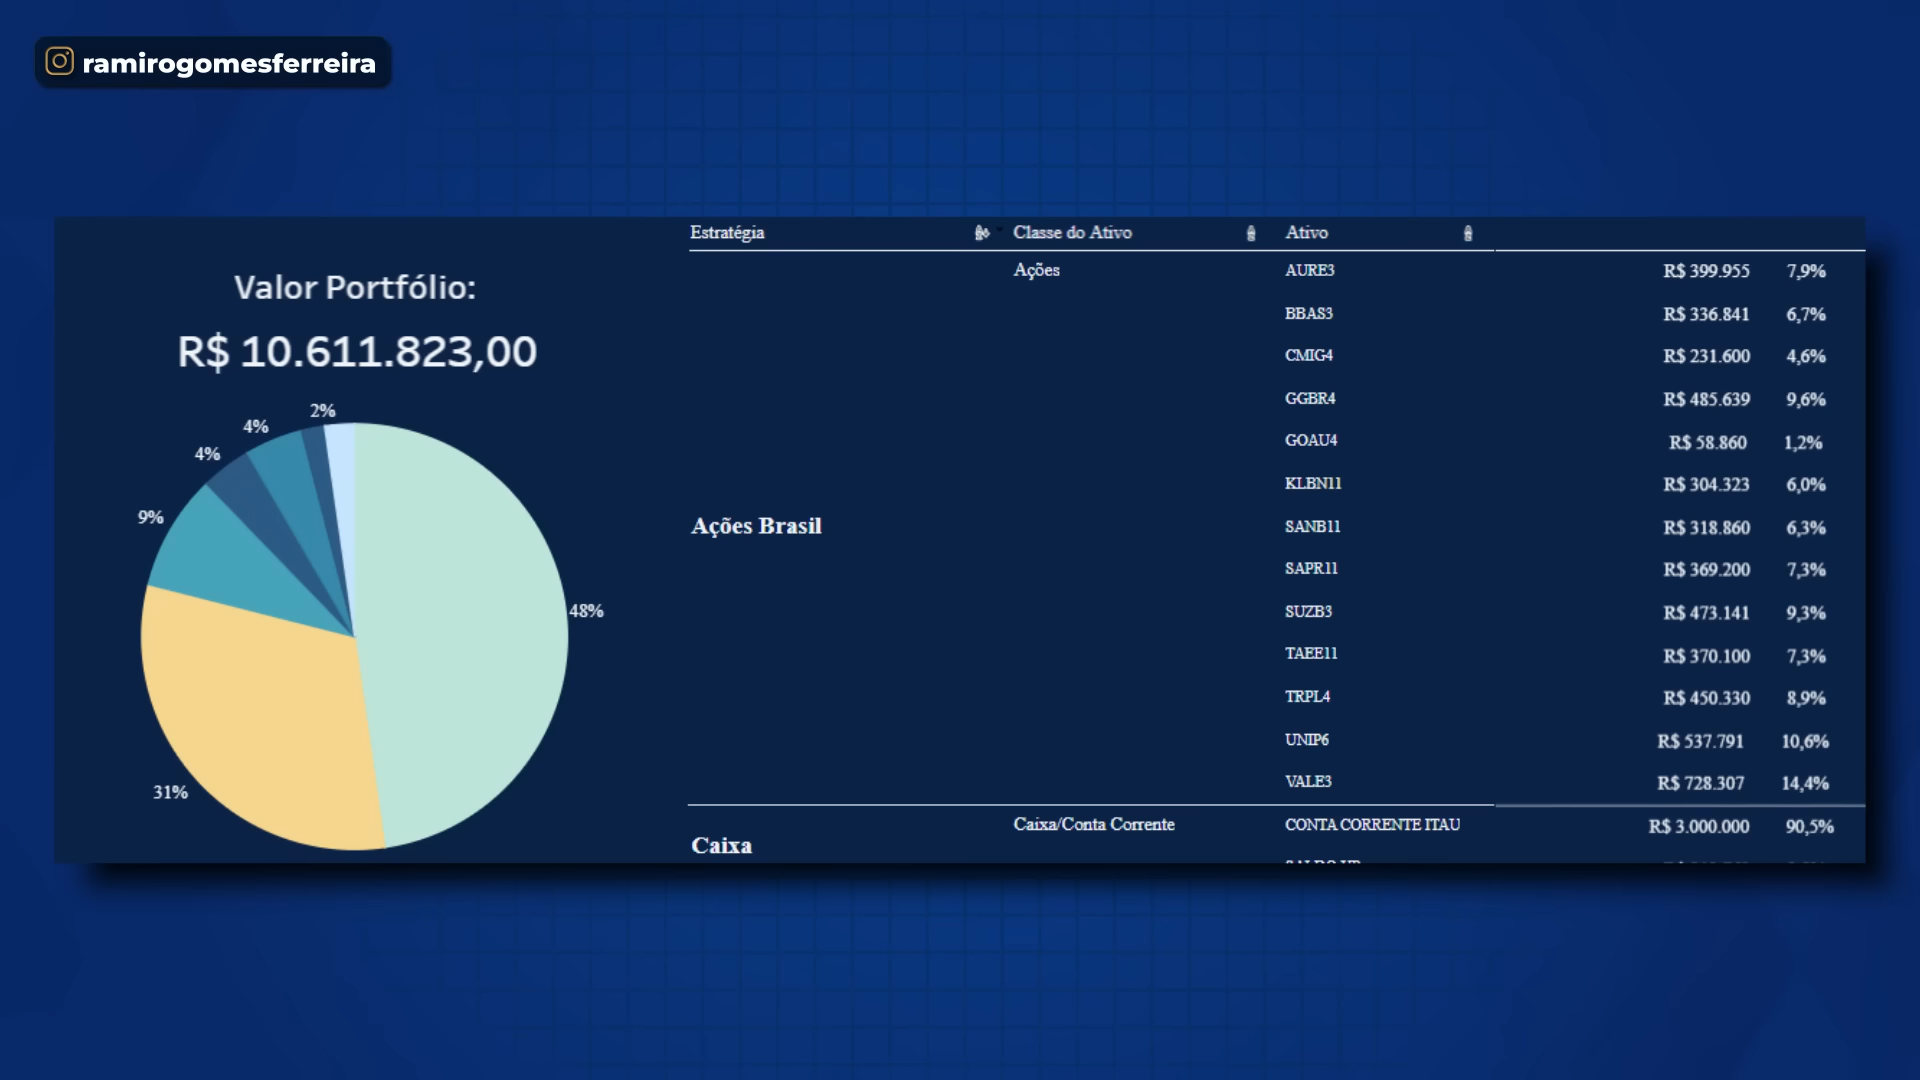 ramirogomesferreira
Valor Portfólio:
R$ 10.611.823,00
2%
4%
4%
9%
48%
31%
Estratégia Classe do Ativo Ativo
Ações AURE3 R$ 399.955 7,9%
BBAS3 R$ 336.841 6,7%
CMIG4 R$ 231.600 4,6%
GGBR4 R$ 485.639 9,6%
GOAU4 R$ 58.860 1,2%
KLBN11 R$ 304.323 6,0%
Ações Brasil SANB11 R$ 318.860 6,3%
SAPR11 R$ 369.200 7,3%
SUZB3 R$ 473.141 9,3%
TAEE11 R$ 370.100 7,3%
TRPL4 R$ 450.330 8,9%
UNIP6 R$ 537.791 10,6%
VALE3 R$ 728.307 14,4%
Caixa/Conta Corrente CONTA CORRENTE ITAU R$ 3.000.000 90,5%
Caixa